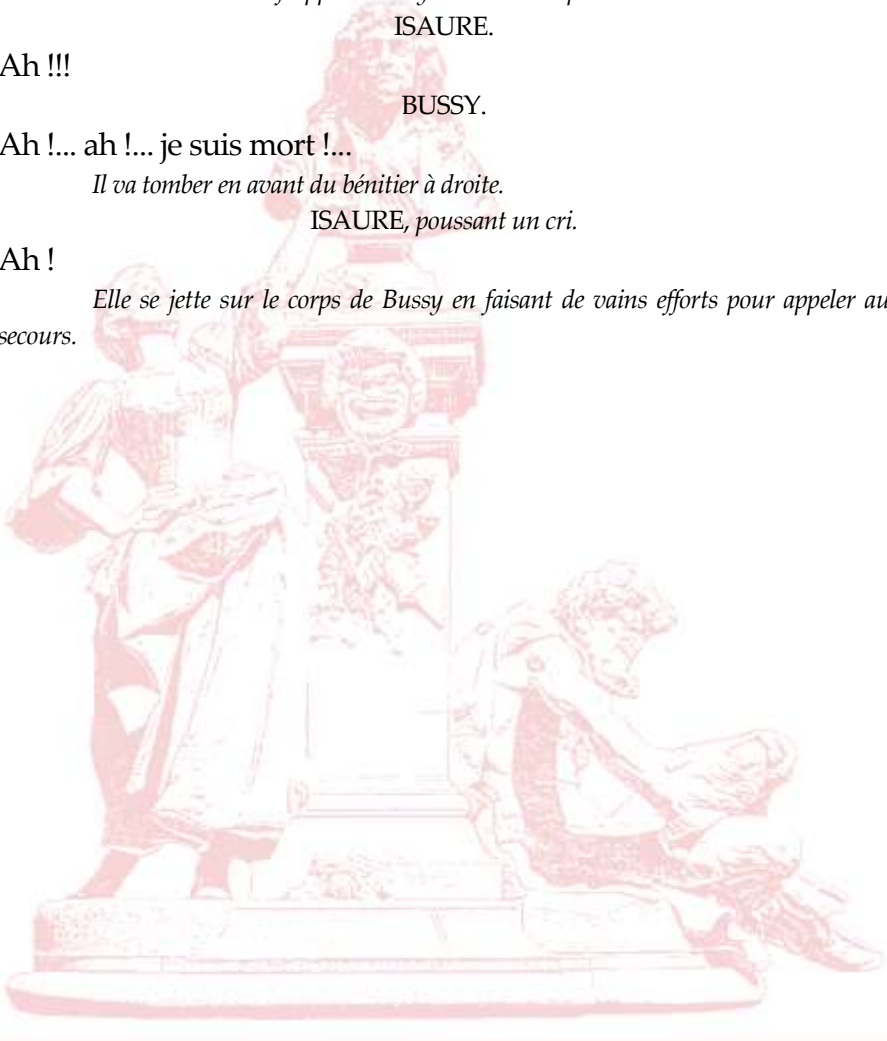 ISAURE.
Ah !!!
BUSSY.
Ah !... ah !... je suis mort !...
Il va tomber en avant du bénitier à droite.
ISAURE, poussant un cri.
Ah !
Elle se jette sur le corps de Bussy en faisant de vains efforts pour appeler au
secours.